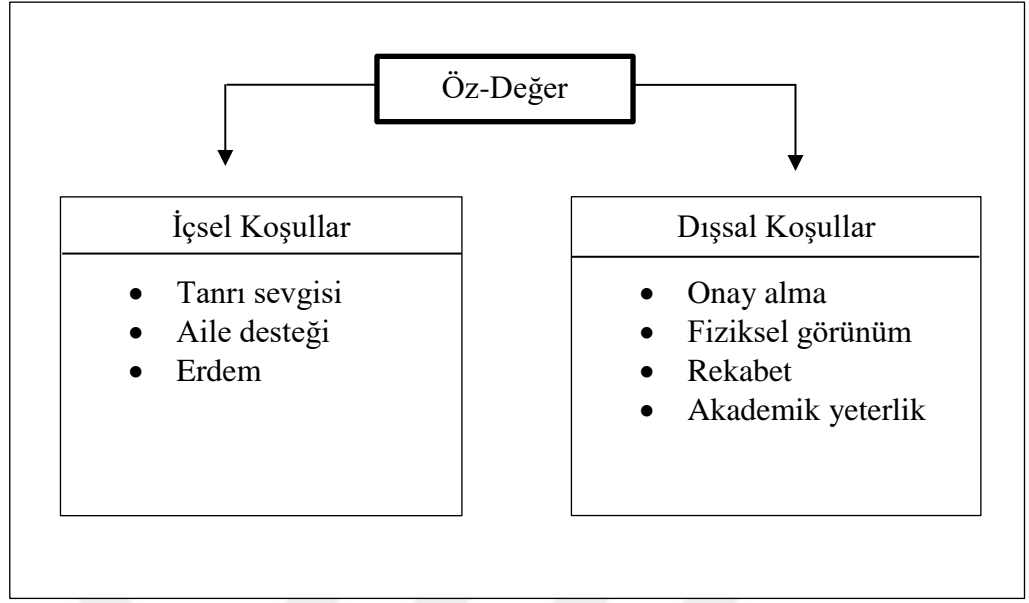 Öz-Değer
İçsel Koşullar
• Tanrı sevgisi
• Aile desteği
• Erdem
Dışsal Koşullar
• Onay alma
• Fiziksel görünüm
• Rekabet
• Akademik yeterlik